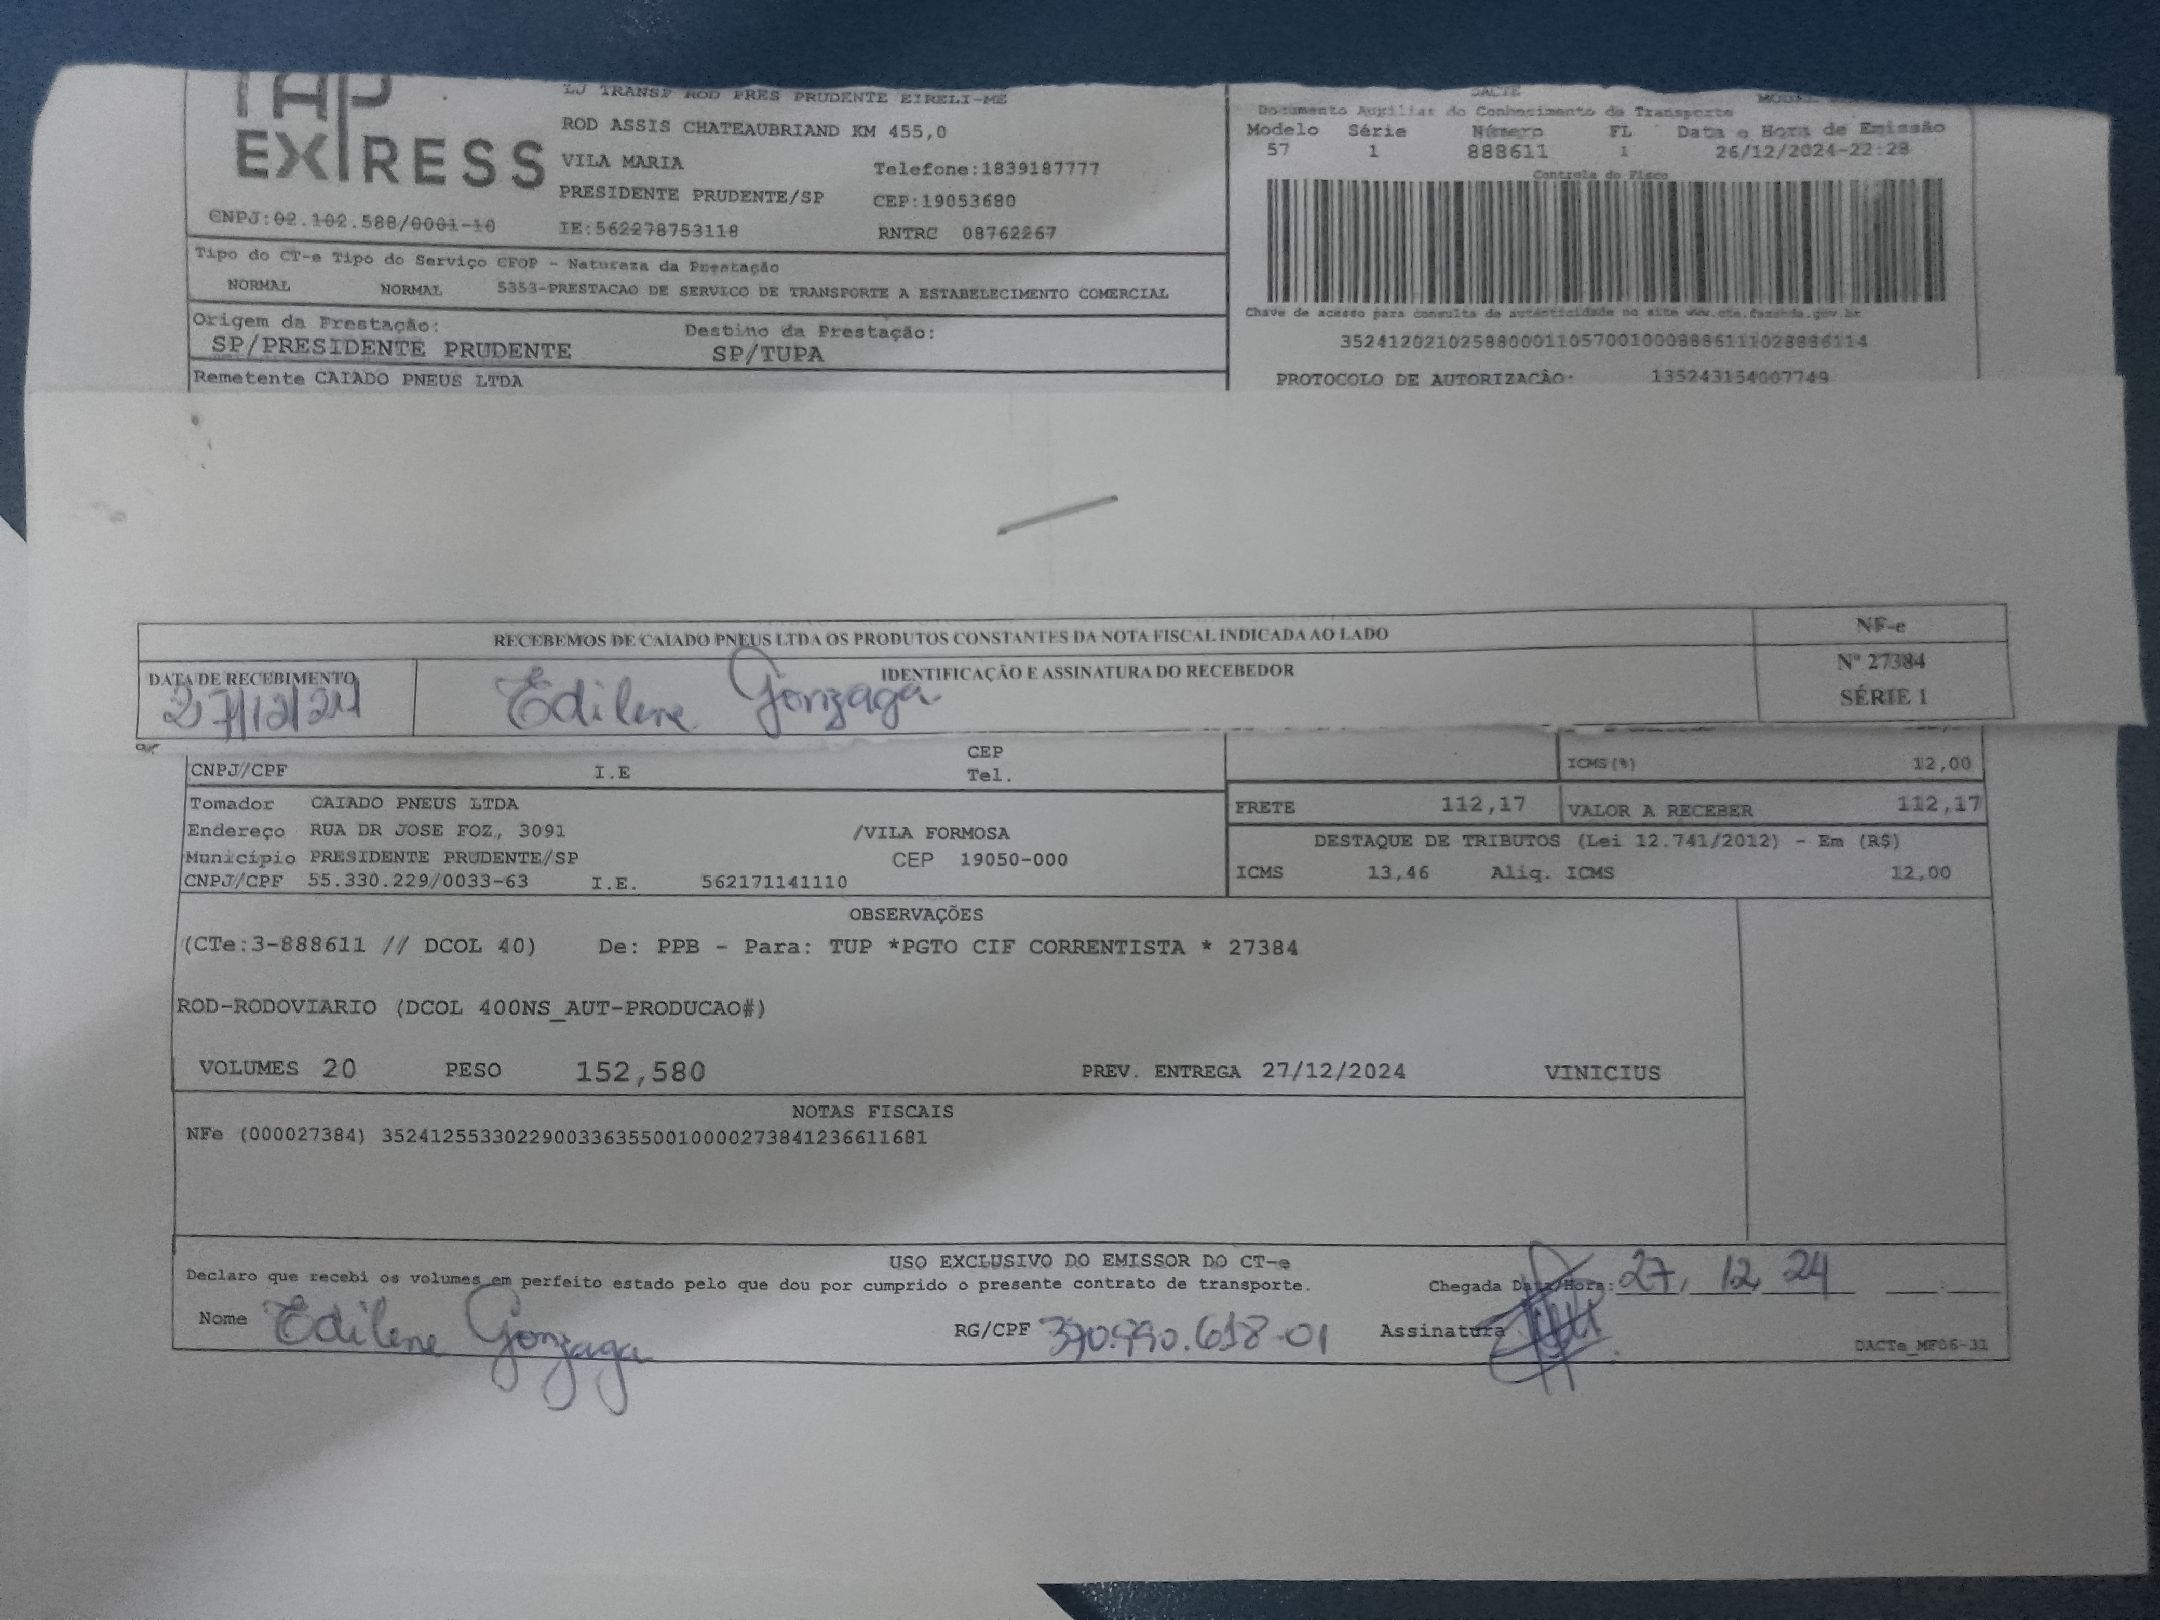 TAP
EXPRESS
LJ TRANSP ROD PRES PRUDENTE EIRELI-ME
ROD ASSIS CHATEAUBRIAND KM 455,0
VILA MARIA Telefone:1839187777
PRESIDENTE PRUDENTE/SP CEP:19053680
CNPJ:02.102.588/0001-10 IE:562278753118 RNTRC 08762267
DACTE
Documento Auxiliar do Conhecimento de Transporte
Modelo Série Número FL Data e Hora de Emissão
57 1 888611 1 26/12/2024-22:28
Controle do Fisco
Chave de acesso para consulta de autenticidade no site www.cte.fazenda.gov.br
35241202102588000110570010008886111028886114
PROTOCOLO DE AUTORIZACÃO: 135243154007749
Tipo do CT-e Tipo do Serviço CFOP - Natureza da Prestação
NORMAL NORMAL 5353-PRESTACAO DE SERVICO DE TRANSPORTE A ESTABELECIMENTO COMERCIAL
Origem da Prestação: Destino da Prestação:
SP/PRESIDENTE PRUDENTE SP/TUPA
Remetente CAIADO PNEUS LTDA
RECEBEMOS DE CAIADO PNEUS LTDA OS PRODUTOS CONSTANTES DA NOTA FISCAL INDICADA AO LADO
NF-e
Nº 27384
SÉRIE 1
DATA DE RECEBIMENTO IDENTIFICAÇÃO E ASSINATURA DO RECEBEDOR
27/12/24 Edilene Gonzaga
CEP
CNPJ/CPF I.E Tel.
ICMS(%) 12,00
Tomador CAIADO PNEUS LTDA
Endereço RUA DR JOSE FOZ, 3091 /VILA FORMOSA
Município PRESIDENTE PRUDENTE/SP CEP 19050-000
CNPJ/CPF 55.330.229/0033-63 I.E. 562171141110
FRETE 112,17 VALOR A RECEBER 112,17
DESTAQUE DE TRIBUTOS (Lei 12.741/2012) - Em (R$)
ICMS 13,46 Aliq. ICMS 12,00
OBSERVAÇÕES
(CTe:3-888611 // DCOL 40) De: PPB - Para: TUP *PGTO CIF CORRENTISTA * 27384
ROD-RODOVIARIO (DCOL 400NS_AUT-PRODUCAO#)
VOLUMES 20 PESO 152,580 PREV. ENTREGA 27/12/2024 VINICIUS
NOTAS FISCAIS
NFe (000027384) 35241255330229003363550010000273841236611681
USO EXCLUSIVO DO EMISSOR DO CT-e
Declaro que recebi os volumes em perfeito estado pelo que dou por cumprido o presente contrato de transporte. Chegada Data/Hora: 27, 12, 24
Nome Edilene Gonzaga RG/CPF Assinatura
DACTe_MF06-31